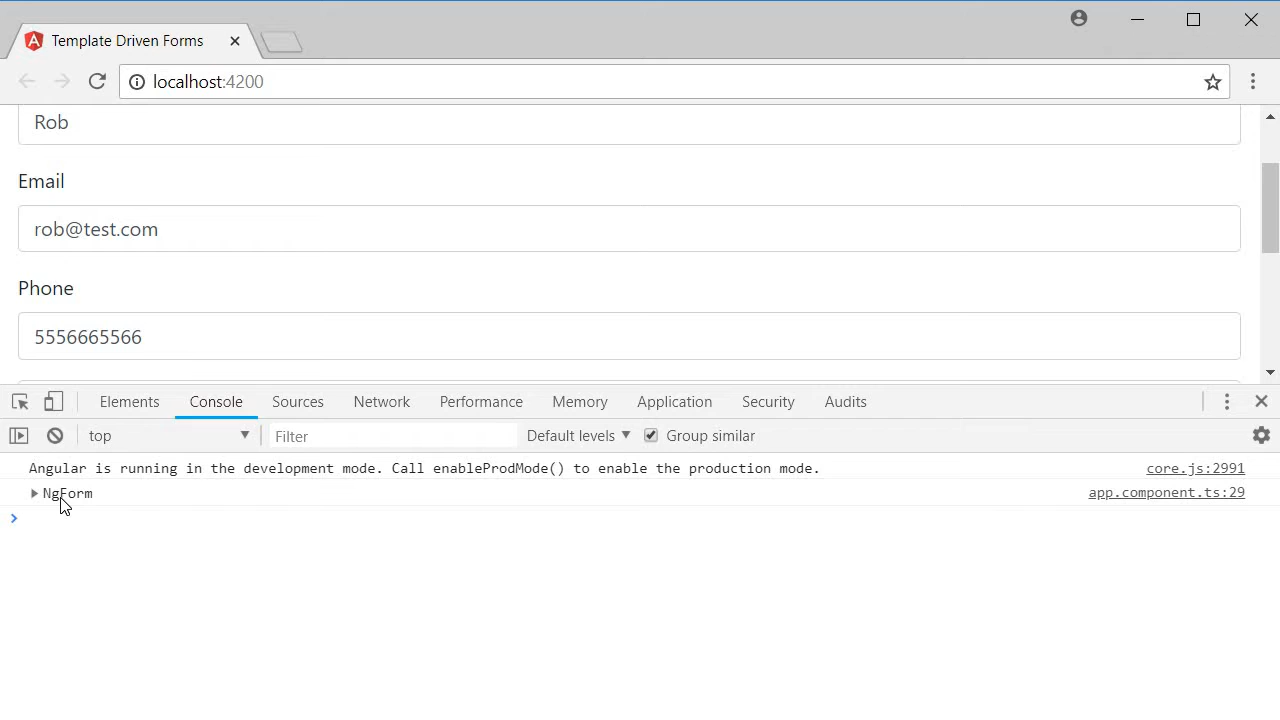 Template Driven Forms
localhost:4200
Rob
Email
rob@test.com
Phone
5556665566
Elements Console Sources Network Performance Memory Application Security Audits
top Filter Default levels Group similar
Angular is running in the development mode. Call enableProdMode() to enable the production mode. core.js:2991
NgForm app.component.ts:29